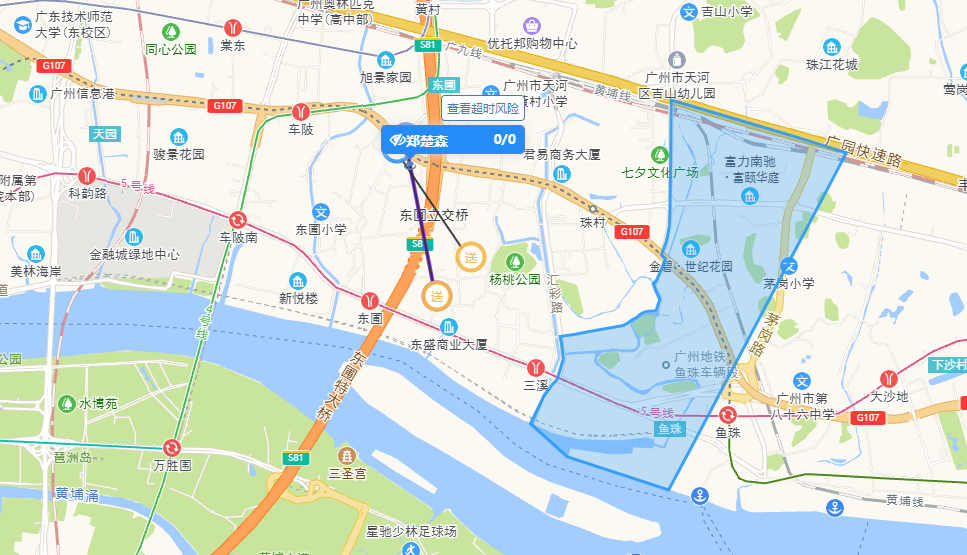 广东技术师范
大学(东校区)
同心公园
棠东
广州奥林匹克
中学(高中部)
黄村
S81
广九线
优托邦购物中心
吉山小学
珠江花城
G107
广州信息港
旭景家园
东圃
广州市天河
黄村小学
广州市天河
区吉山幼儿园
黄埔线
G107
天园
车陂
查看超时风险
郑楚森
0/0
广园快速路
骏景花园
君易商务大厦
七夕文化广场
富力南驰
·富颐华庭
科韵路
5号线
车陂南
东圃小学
东圃立交桥
珠村
G107
金融城绿地中心
美林海岸
送
杨桃公园
金碧世纪花园
茅岗小学
新悦楼
送
汇彩路
道
东圃
4号线
东盛商业大厦
茅岗路
公园
东圃特大桥
三溪
广州地铁
鱼珠车辆段
下沙村
大沙地
水博苑
广州市第
八十六中学
5号线
鱼珠
鱼珠
G107
万胜围
琶洲岛
S81
三圣宫
黄埔涌
黄埔线
星驰少林足球场